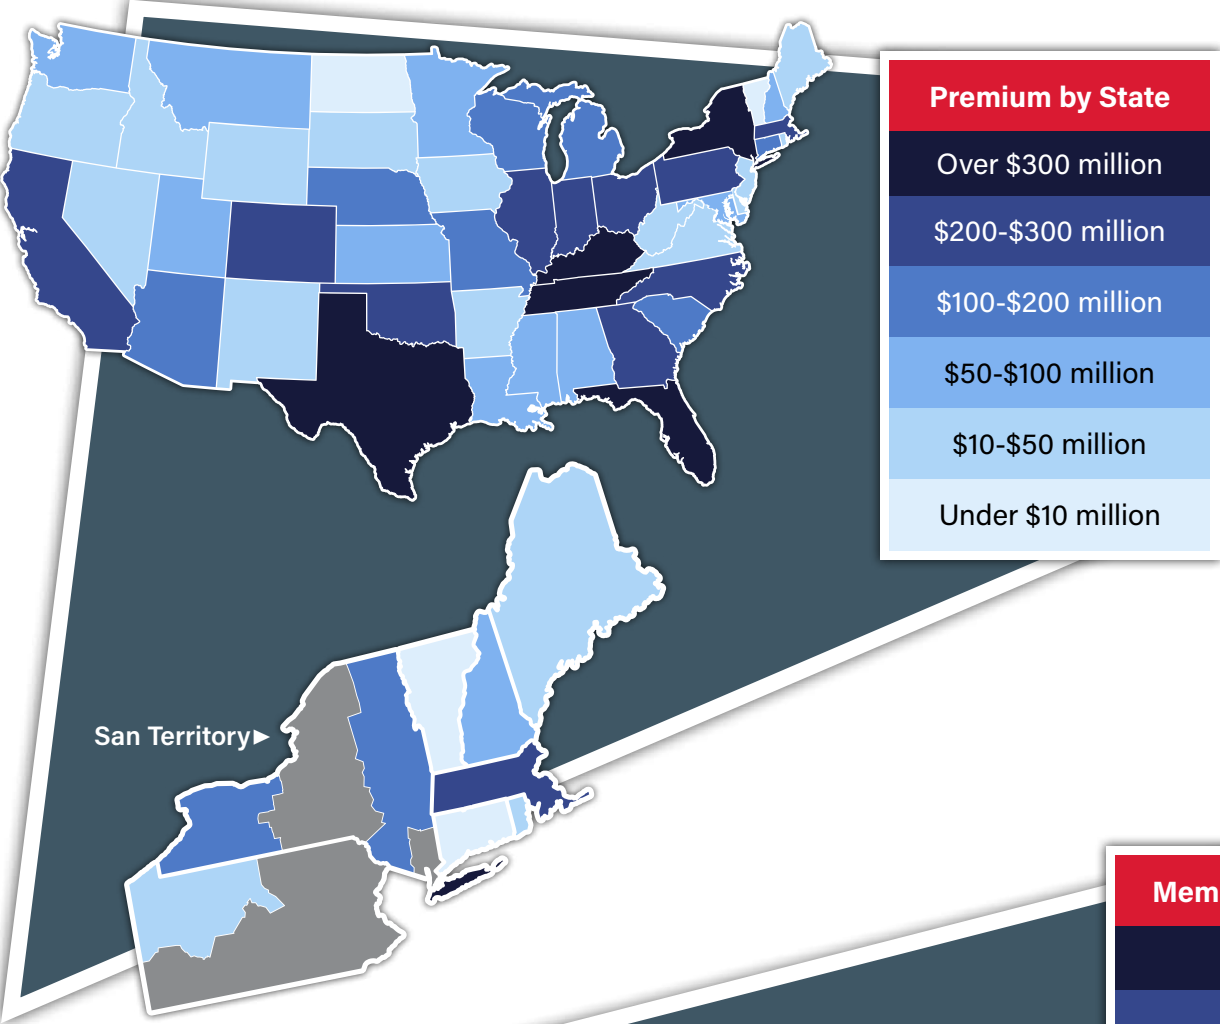 Premium by State
Over $300 million
$200-$300 million
$100-$200 million
$50-$100 million
$10-$50 million
Under $10 million
San Territory►
Mem